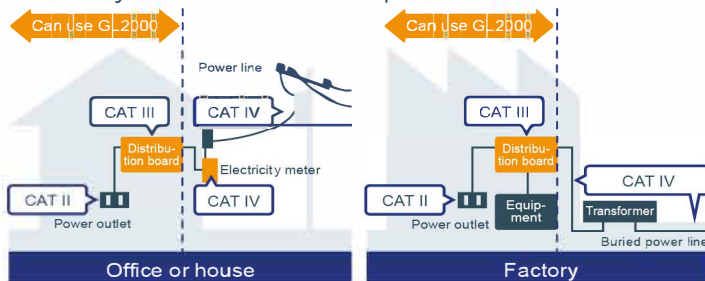 Can use GL2000
Power line
CAT IV
CAT III
Distribu-
tion board
Electricity meter
CAT II
Power outlet
CAT IV
Office or house
Can use GL2000
CAT III
Distribu-
tion board
CAT IV
CAT II
Power outlet
Equip-
ment
Transformer
Buried power line
Factory